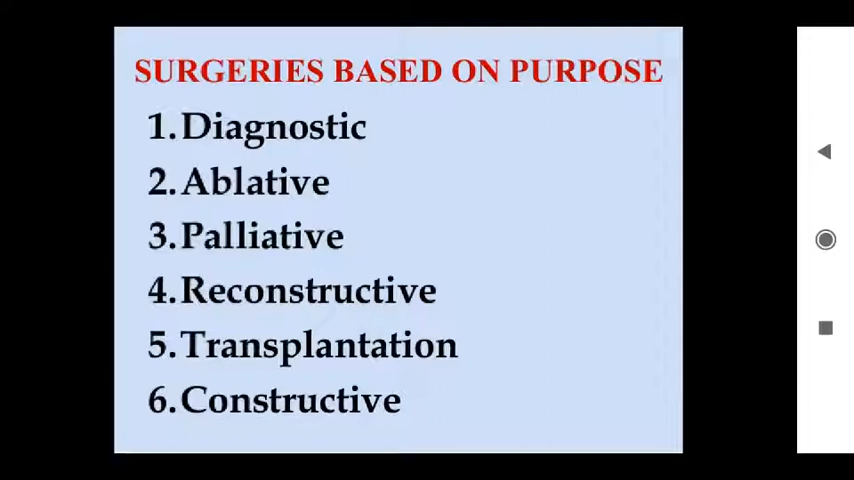 SURGERIES BASED ON PURPOSE
1.Diagnostic
2.Ablative
3.Palliative
4.Reconstructive
5.Transplantation
6.Constructive